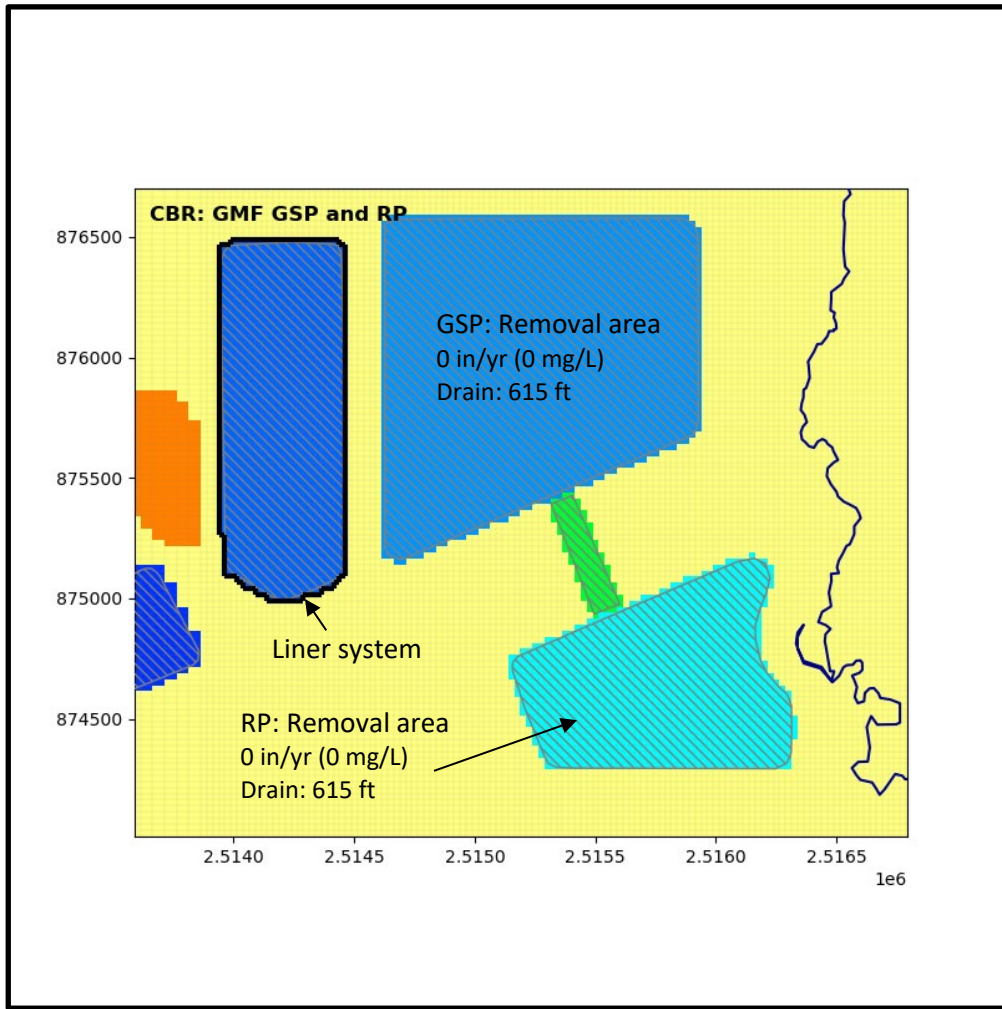 CBR: GMF GSP and RP
876500
876000
875500
875000
874500
GSP: Removal area
0 in/yr (0 mg/L)
Drain: 615 ft
Liner system
RP: Removal area
0 in/yr (0 mg/L)
Drain: 615 ft
2.5140 2.5145 2.5150 2.5155 2.5160 2.5165
1e6